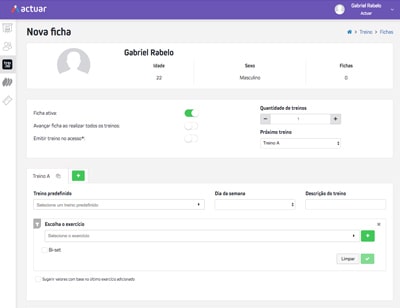 actuar
Gabriel Rabelo
Actuar
Nova ficha
Treino > Fichas
Gabriel Rabelo
Idade
Sexo
Fichas
22
Masculino
0
Ficha ativa:
Avançar ficha ao realizar todos os treinos:
Exibir treino no acesso*:
Quantidade de treinos
1
Próximo treino
Treino A
Treino A
Treino predefinido
Dia da semana
Descrição do treino
Selecione um treino predefinido
Escolha o exercício
Selecione o exercício
Bi-set
Limpar
Sugerir valores com base no último exercício adicionado